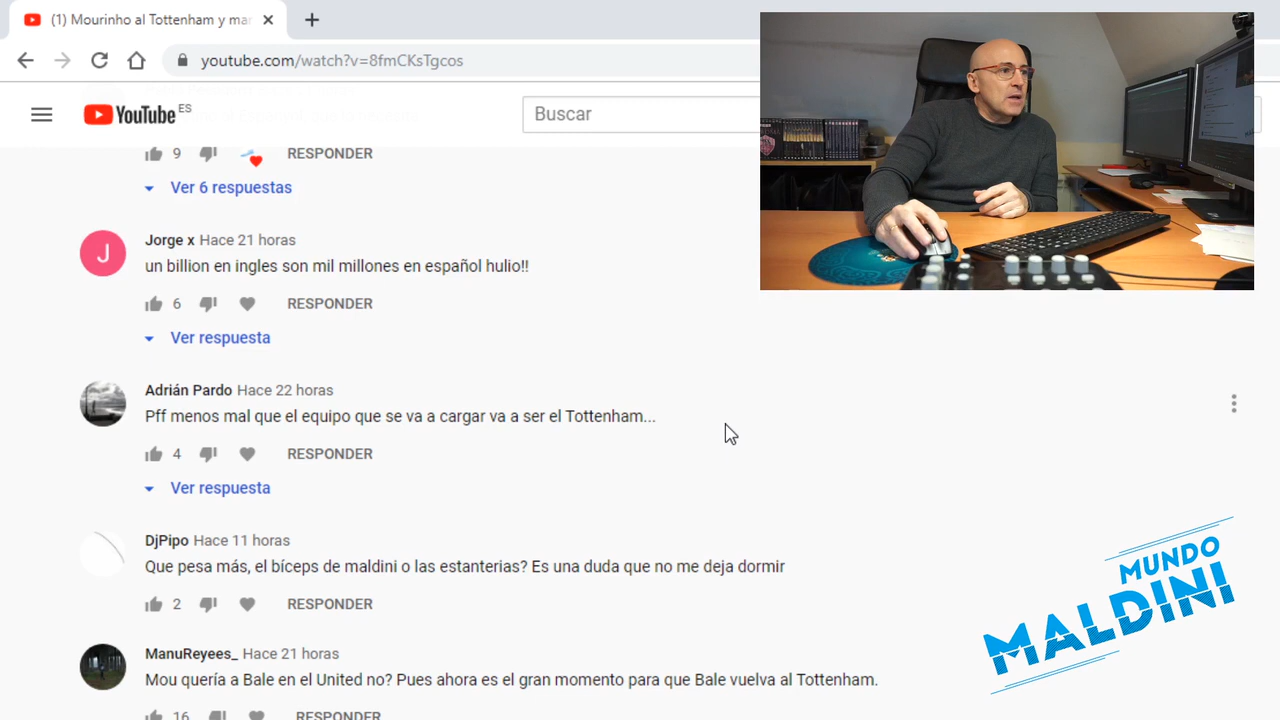 (1) Mourinho al Tottenham y ma
youtube.com/watch?v=8fmCKsTgcos
YouTube ES
Buscar
9 RESPONDER
Ver 6 respuestas
J
Jorge x Hace 21 horas
un billion en ingles son mil millones en español hulio!!
6 RESPONDER
Ver respuesta
Adrián Pardo Hace 22 horas
Pff menos mal que el equipo que se va a cargar va a ser el Tottenham...
4 RESPONDER
Ver respuesta
DjPipo Hace 11 horas
Que pesa más, el bíceps de maldini o las estanterias? Es una duda que no me deja dormir
2 RESPONDER
ManuReyees_ Hace 21 horas
Mou quería a Bale en el United no? Pues ahora es el gran momento para que Bale vuelva al Tottenham.
16 RESPONDER
MUNDO
MALDINI